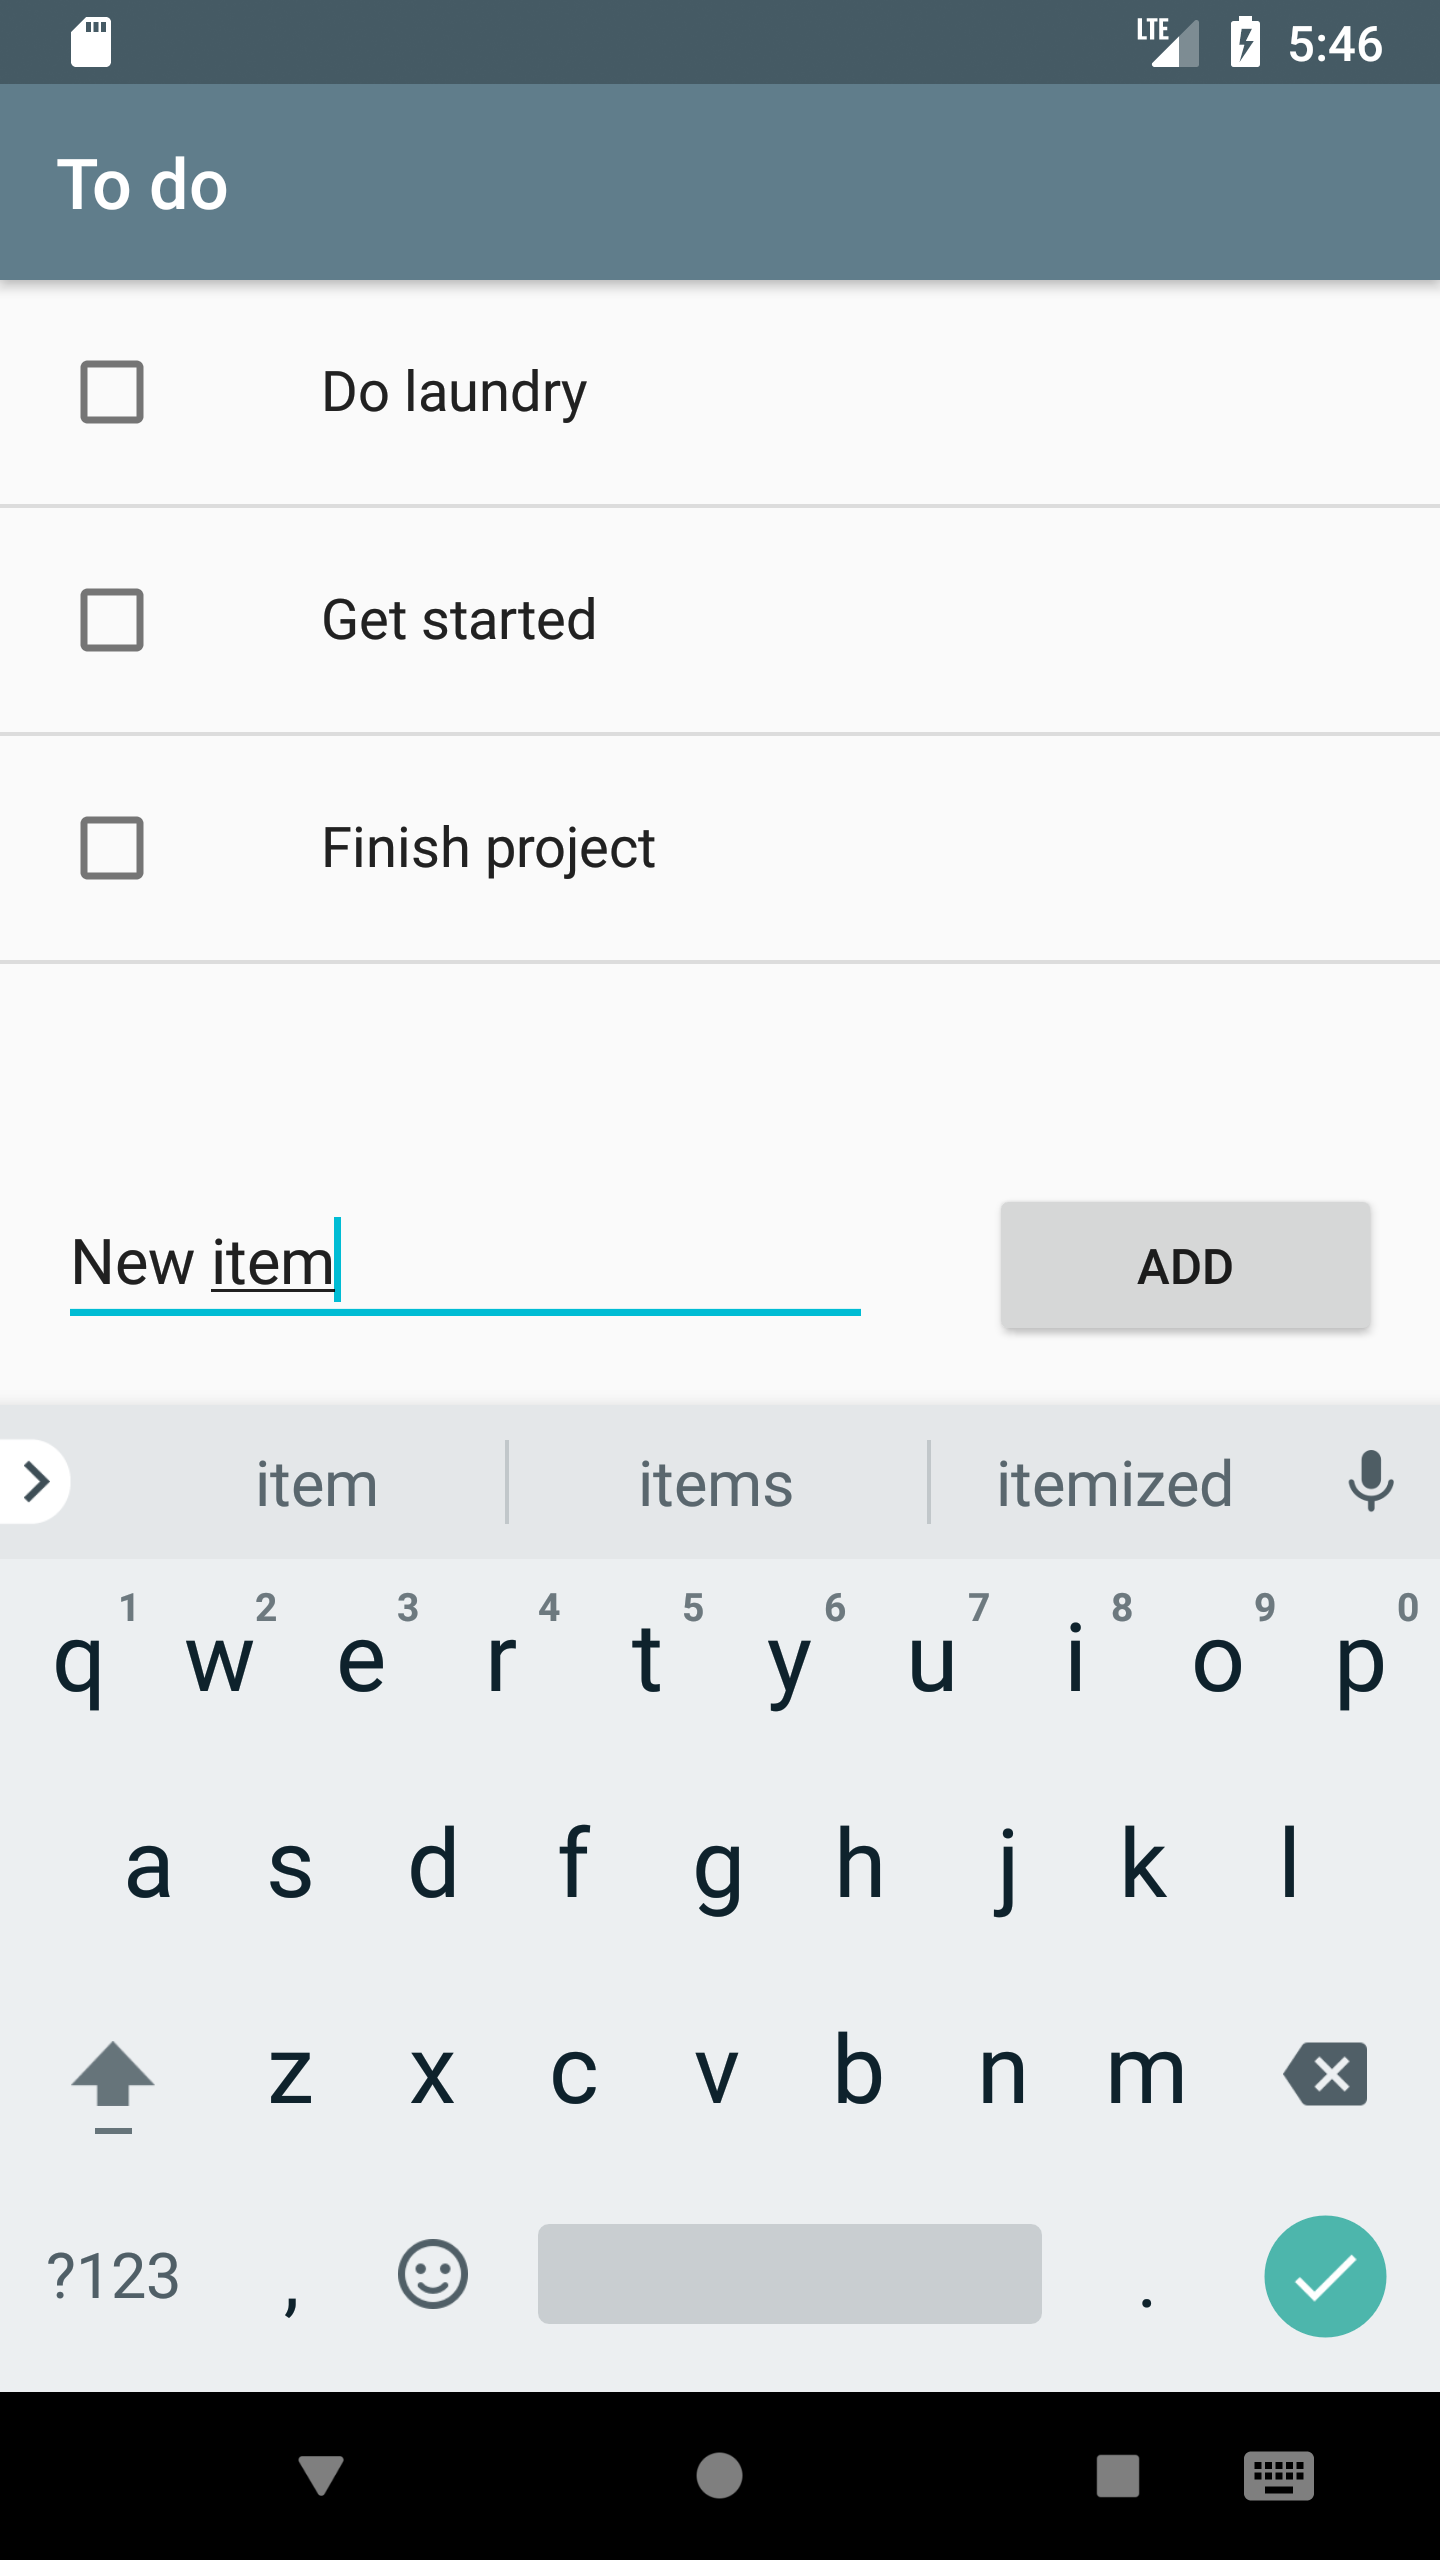 LTE 5:46
To do
Do laundry
Get started
Finish project
New item ADD
item items itemized
1 2 3 4 5 6 7 8 9 0
q w e r t y u i o p
a s d f g h j k l
z x c v b n m
?123 , .